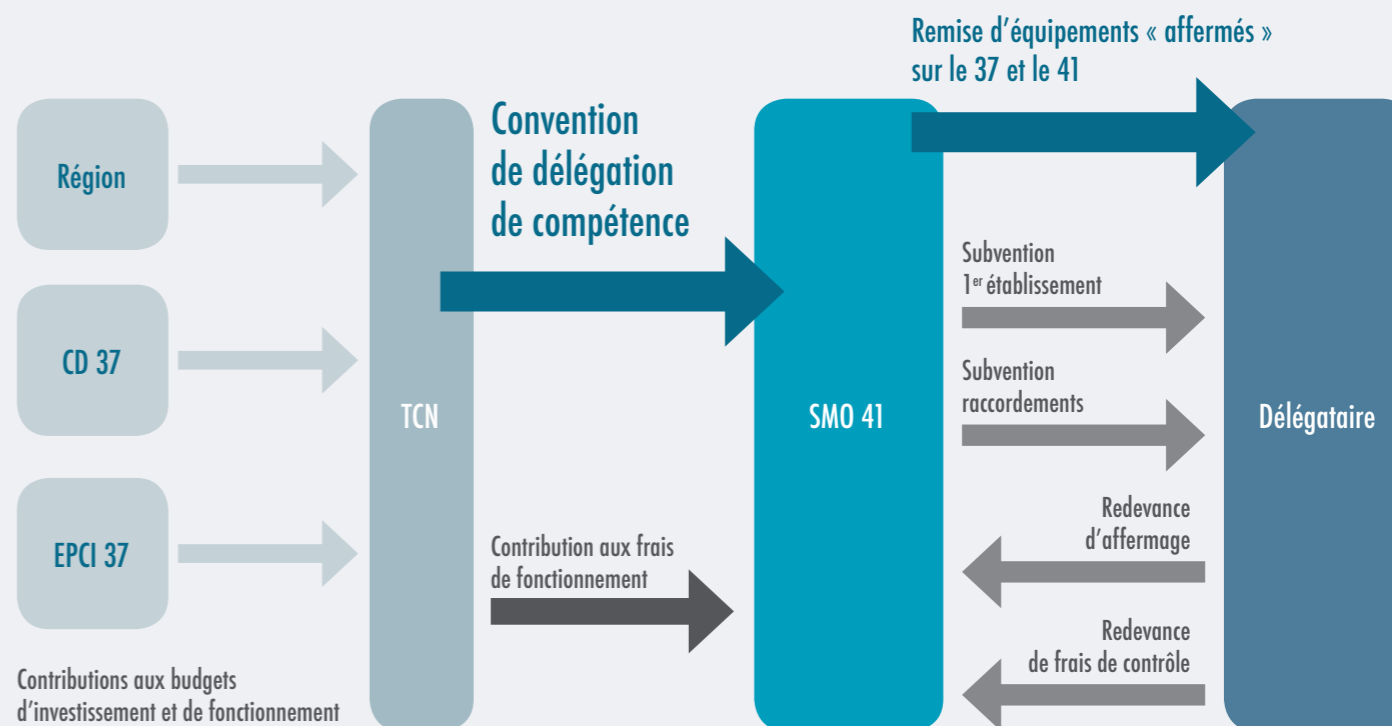 Remise d’équipements « affermés »
sur le 37 et le 41
Région
CD 37
EPCI 37
Contributions aux budgets
d’investissement et de fonctionnement
TCN
Convention
de délégation
de compétence
Contribution aux frais
de fonctionnement
SMO 41
Subvention
1er établissement
Subvention
raccordements
Redevance
d’affermage
Redevance
de frais de contrôle
Délégataire